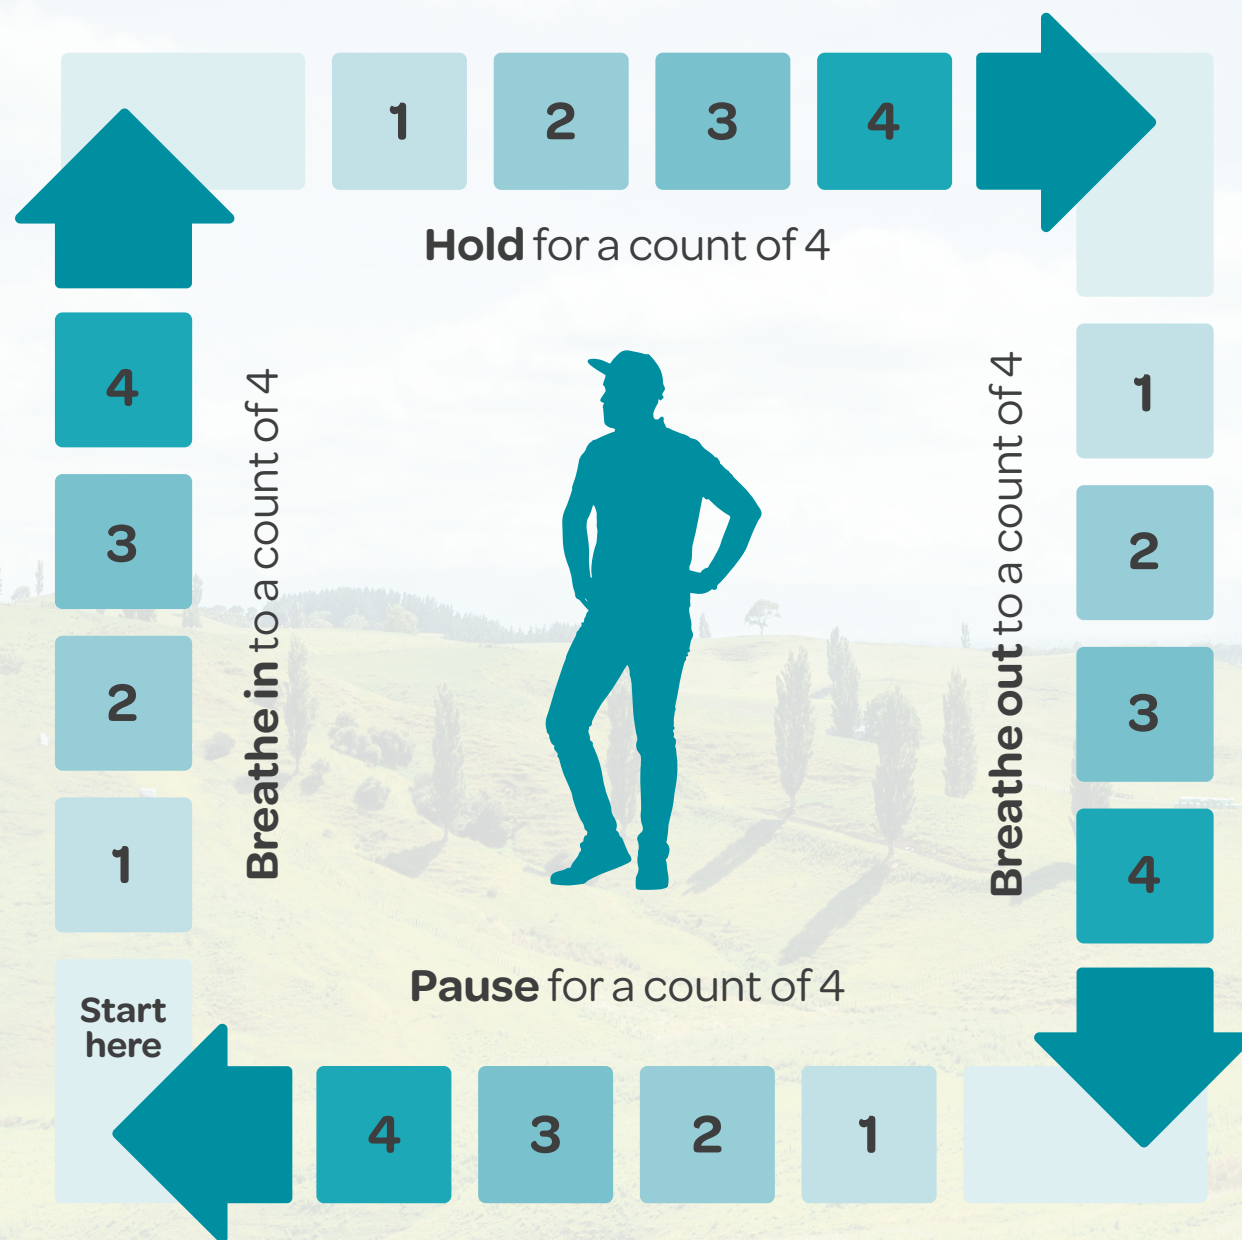 1 2 3 4
Hold for a count of 4
4
3
2
1
Breathe in to a count of 4
Breathe out to a count of 4
1
2
3
4
Pause for a count of 4
Start
here
4 3 2 1